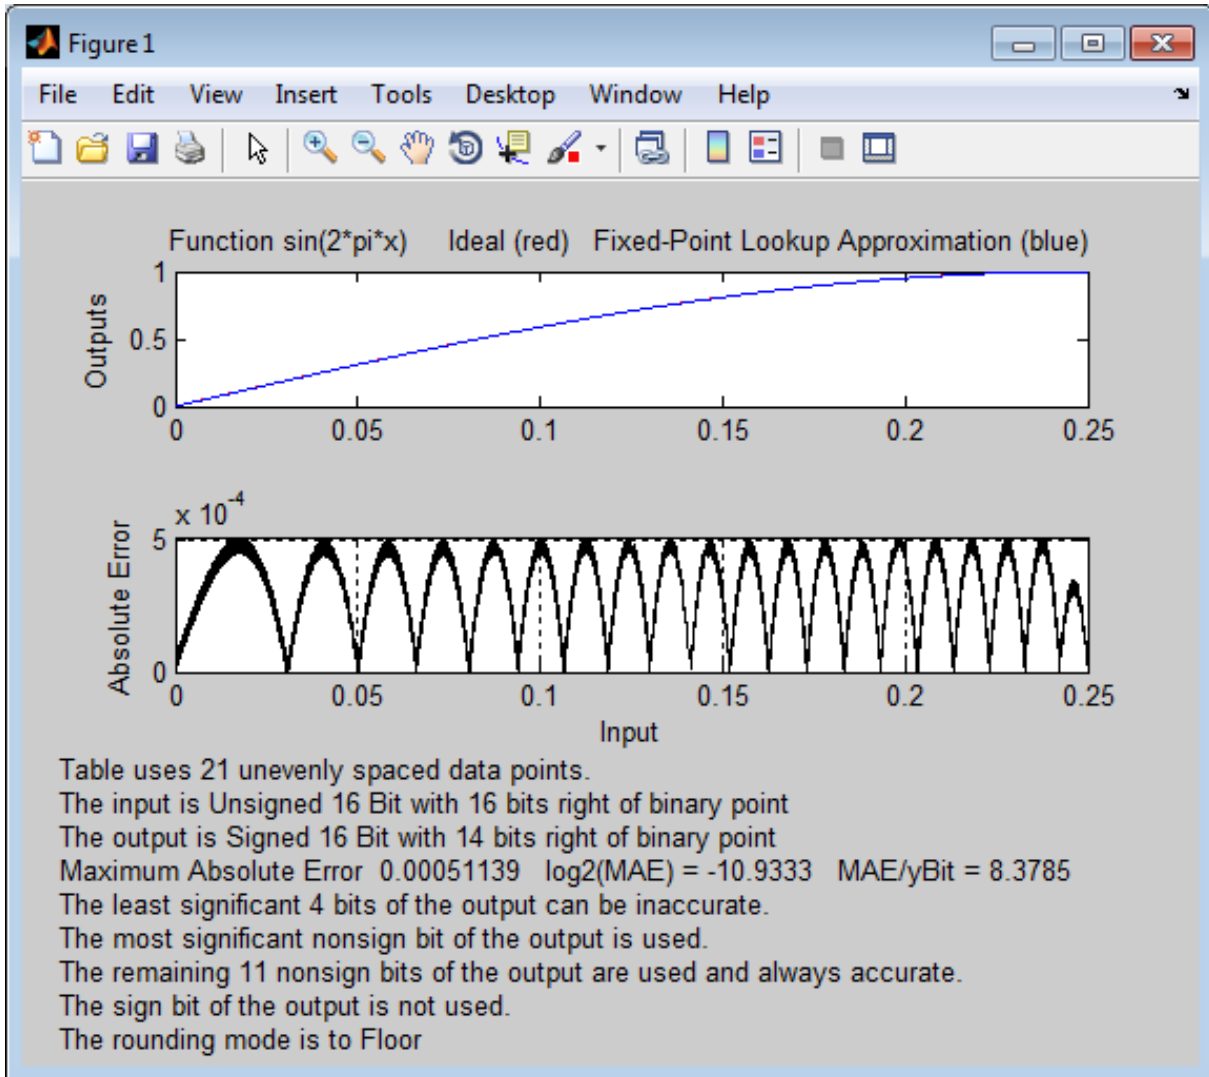 Figure 1
File Edit View Insert Tools Desktop Window Help
Function sin(2*pi*x) Ideal (red) Fixed-Point Lookup Approximation (blue)
Outputs
1
0.5
0
0 0.05 0.1 0.15 0.2 0.25
x 10^-4
Absolute Error
5
0
0 0.05 0.1 0.15 0.2 0.25
Input
Table uses 21 unevenly spaced data points.
The input is Unsigned 16 Bit with 16 bits right of binary point
The output is Signed 16 Bit with 14 bits right of binary point
Maximum Absolute Error 0.00051139 log2(MAE) = -10.9333 MAE/yBit = 8.3785
The least significant 4 bits of the output can be inaccurate.
The most significant nonsign bit of the output is used.
The remaining 11 nonsign bits of the output are used and always accurate.
The sign bit of the output is not used.
The rounding mode is to Floor